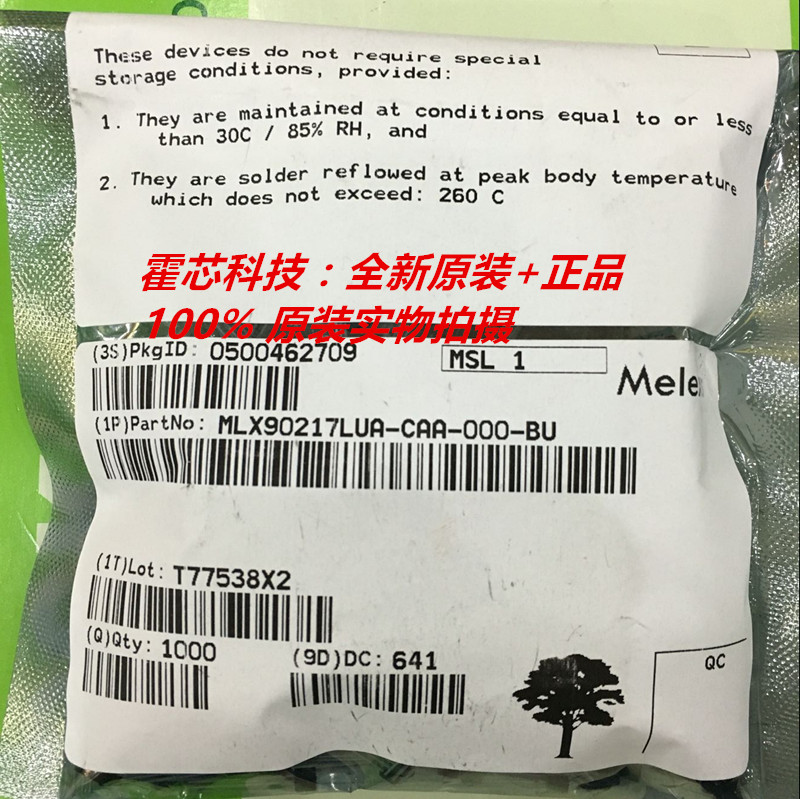 These devices do not require special
storage conditions, provided:
1. They are maintained at conditions equal to or less
than 30C / 85% RH, and
2. They are solder reflowed at peak body temperature
which does not exceed: 260 C
霍芯科技：全新原装+正品
100% 原装实物拍摄
(3S)PkgID: 0500462709
MSL 1
Mele
(1P)PartNo: MLX90217LUA-CAA-000-BU
(1T)Lot: T77538X2
(Q)Qty: 1000
(9D)DC: 641
QC